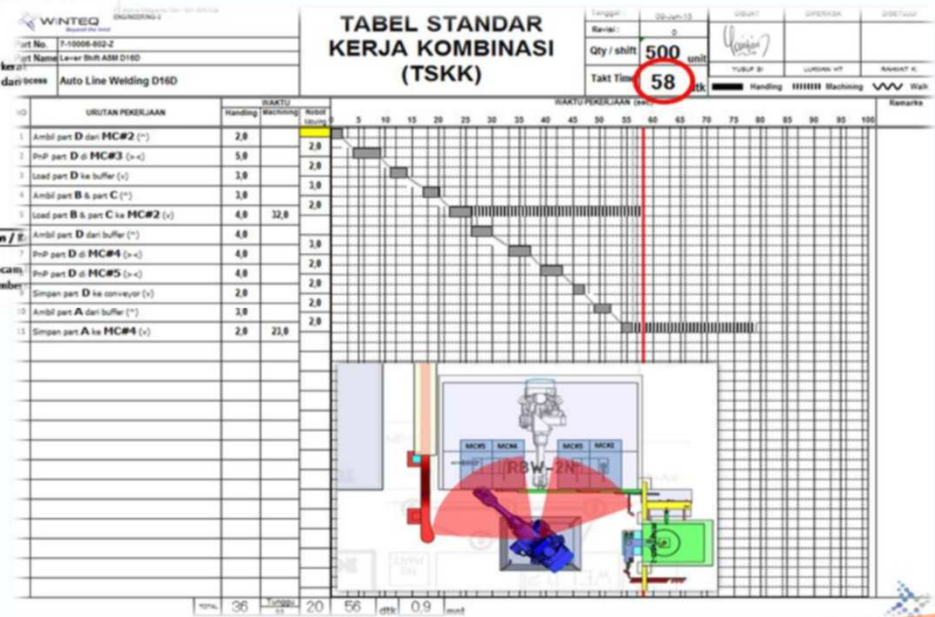 WINTEQ
Beyond the limit
ENGINEERING-2
TABEL STANDAR
KERJA KOMBINASI
(TSKK)
Part No. 7-10006-802-Z
Part Name Lever Shift ASM D16D
Process Auto Line Welding D16D
Tanggal : 09-Jun-15
Revisi : 0
Qty / shift 500 unit
Takt Time 58 dtk
DIBUAT DIPERIKSA DISETUJUI
YUSUF SI LUKMAN HT RAHMAT K.
Handling Machining Walk
NO URUTAN PEKERJAAN WAKTU WAKTU PEKERJAAN (sec) Remarks
Handling Machining Robot
0 5 10 15 20 25 30 35 40 45 50 55 60 65 70 75 80 85 90 95 100
1 Ambil part D dari MC#2 (^) 2,0
2,0
2 PnP part D di MC#3 (><) 5,0
2,0
3 Load part D ke buffer (v) 3,0
3,0
4 Ambil part B & part C (^) 3,0
2,0
5 Load part B & part C ke MC#2 (v) 4,0 32,0
Ambil part D dari buffer (^) 4,0
3,0
7 PnP part D di MC#4 (><) 4,0
2,0
8 PnP part D di MC#5 (><) 4,0
2,0
9 Simpan part D ke conveyor (v) 2,0
2,0
10 Ambil part A dari buffer (^) 3,0
2,0
11 Simpan part A ke MC#4 (v) 2,0 23,0
MC#5 MC#4 MC#3 MC#2
RBW-2N
TOTAL 36 Tunggu 20 56 dtk 0,9 mnt